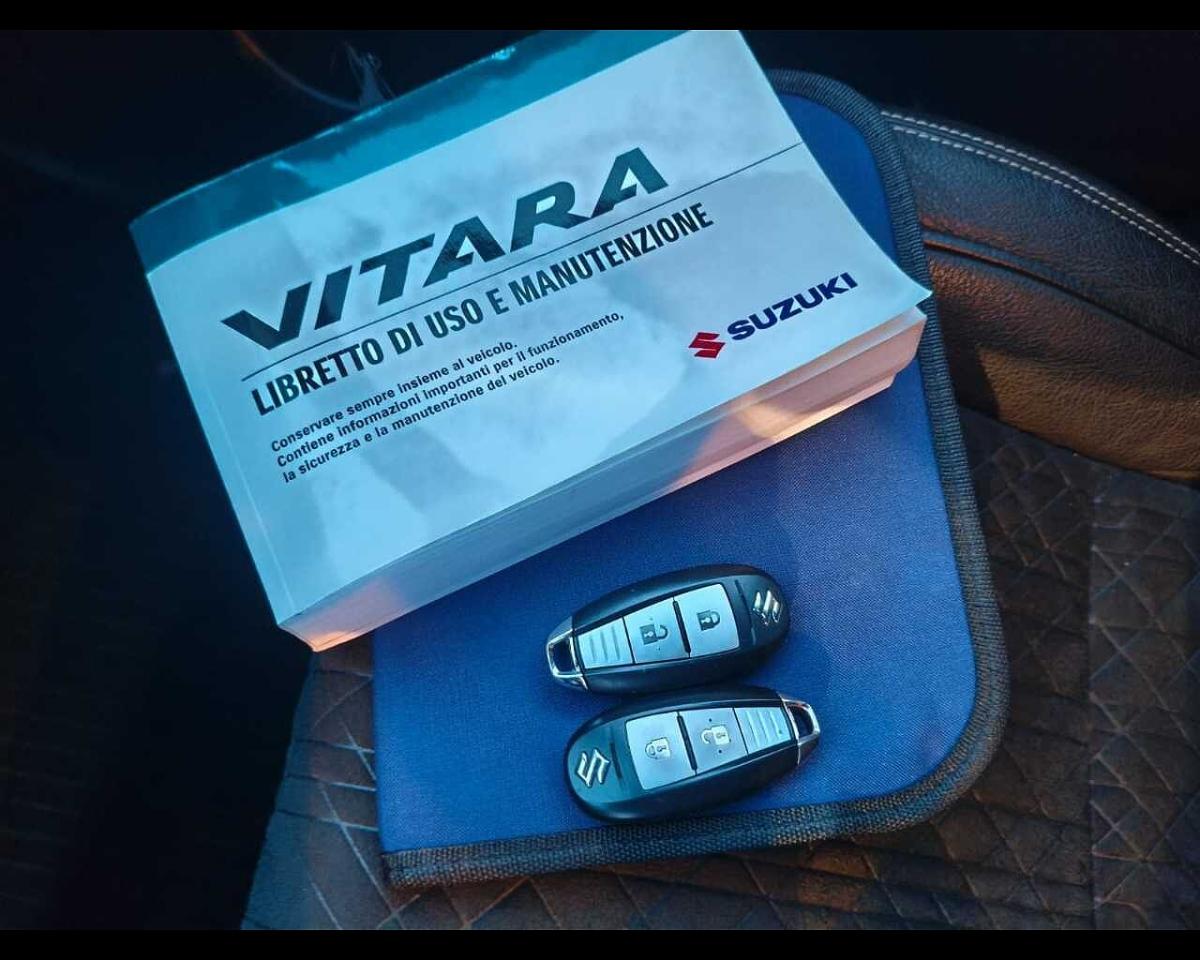 VITARA
LIBRETTO DI USO E MANUTENZIONE
Conservare sempre insieme al veicolo.
Contiene informazioni importanti per il funzionamento,
la sicurezza e la manutenzione del veicolo.
SUZUKI